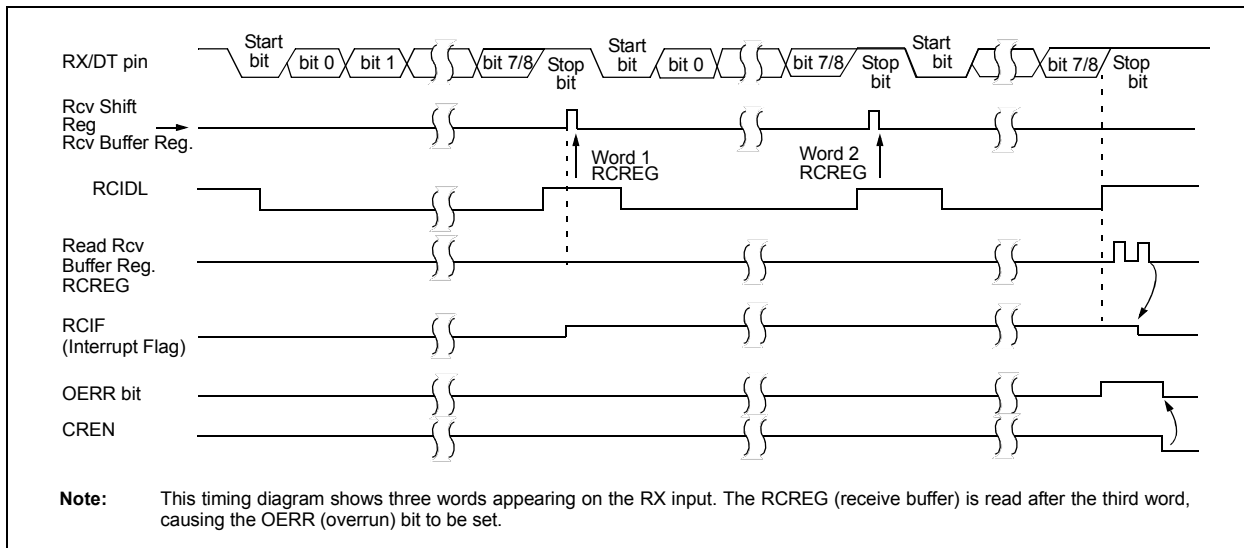 Start
bit
bit 0
bit 1
bit 7/8
Stop
bit
Start
bit
bit 0
bit 7/8
Stop
bit
Start
bit
bit 7/8
Stop
bit
RX/DT pin
Rcv Shift
Reg
Rcv Buffer Reg.
Word 1
RCREG
Word 2
RCREG
RCIDL
Read Rcv
Buffer Reg.
RCREG
RCIF
(Interrupt Flag)
OERR bit
CREN
Note: This timing diagram shows three words appearing on the RX input. The RCREG (receive buffer) is read after the third word,
causing the OERR (overrun) bit to be set.